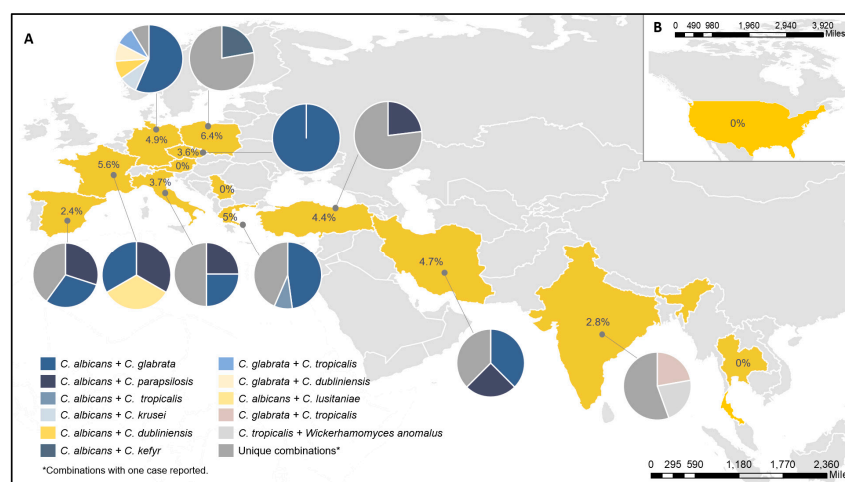 A
B
0 490 980 1,960 2,940 3,920
Miles
0%
4.9%
6.4%
3.6%
5.6%
0%
3.7%
0%
2.4%
5%
4.4%
4.7%
2.8%
0%
C. albicans + C. glabrata
C. albicans + C. parapsilosis
C. albicans + C. tropicalis
C. albicans + C. krusei
C. albicans + C. dubliniensis
C. albicans + C. kefyr
C. glabrata + C. tropicalis
C. glabrata + C. dubliniensis
C. albicans + C. lusitaniae
C. glabrata + C. tropicalis
C. tropicalis + Wickerhamomyces anomalus
Unique combinations*
*Combinations with one case reported.
0 295 590 1,180 1,770 2,360
Mile